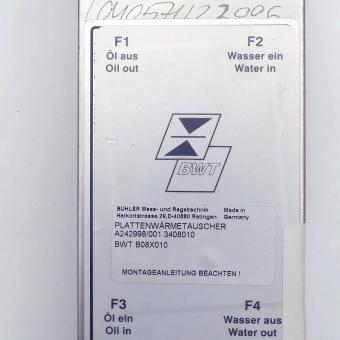 F1 F2
Öl aus Wasser ein
Oil out Water in
BWT
BÜHLER Mess- und Regeltechnik Made in
Harkortstrasse 29,D-40880 Ratingen Germany
PLATTENWÄRMETAUSCHER
A242998/001 3408010
BWT B08X010
MONTAGEANLEITUNG BEACHTEN !
F3 F4
Öl ein Wasser aus
Oil in Water out